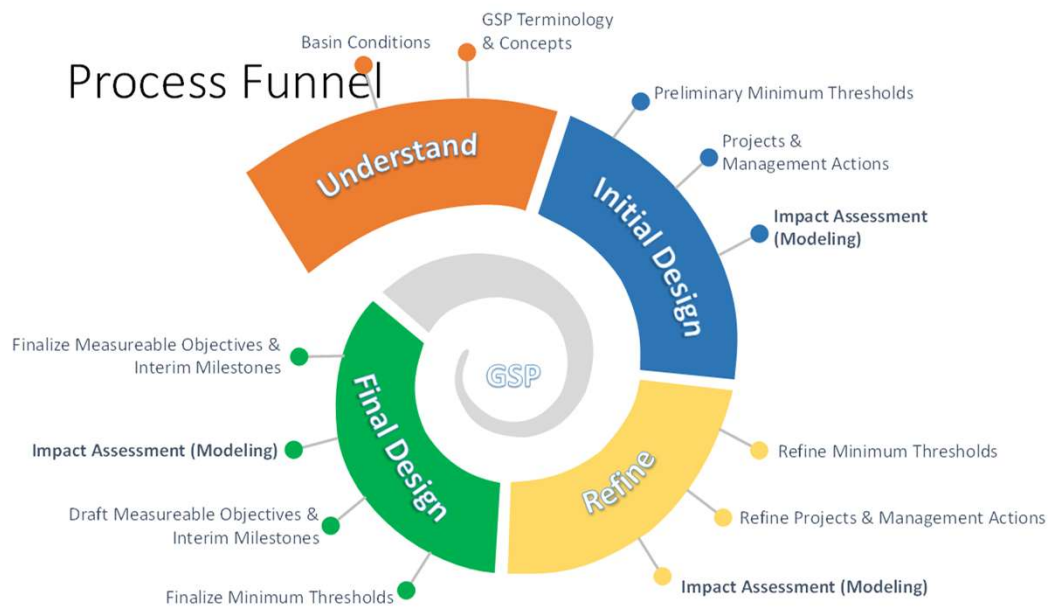 Process Funnel
Basin Conditions
GSP Terminology
& Concepts
Understand
Preliminary Minimum Thresholds
Projects &
Management Actions
Impact Assessment
(Modeling)
Initial Design
Refine Minimum Thresholds
Refine Projects & Management Actions
Impact Assessment (Modeling)
Refine
Finalize Minimum Thresholds
Draft Measureable Objectives &
Interim Milestones
Impact Assessment (Modeling)
Finalize Measureable Objectives &
Interim Milestones
Final Design
GSP